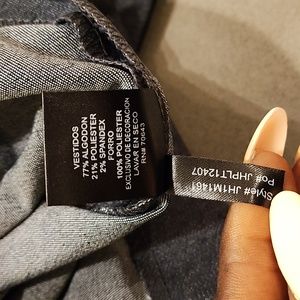 VESTIDOS
77% ALGODON
21% POLIESTER
2% SPANDEX
FORRO
100% POLIESTER
EXCLUSIVO DE DECORACION
LAVAR EN SECO
RN# 70643
Style# JH1M1461
Po# JHPLT12407